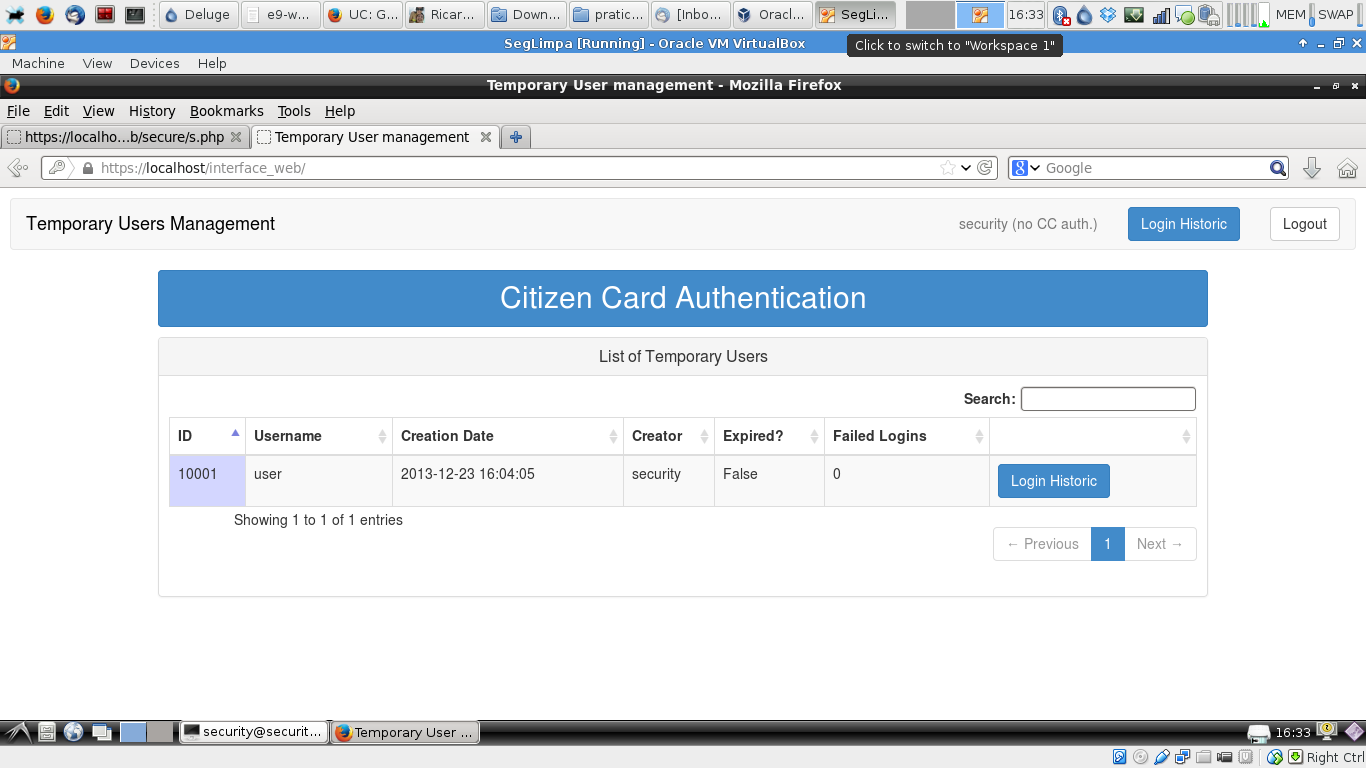 Deluge e9-w... UC: G... Ricar... Down... pratic... [Inbo... Oracl... SegLi... 16:33 MEM SWAP
SegLimpa [Running] - Oracle VM VirtualBox
Click to switch to "Workspace 1"
Machine View Devices Help
Temporary User management - Mozilla Firefox
File Edit View History Bookmarks Tools Help
https://localho...b/secure/s.php Temporary User management
https://localhost/interface_web/ Google
Temporary Users Management security (no CC auth.) Login Historic Logout
Citizen Card Authentication
List of Temporary Users
Search:
ID Username Creation Date Creator Expired? Failed Logins
10001 user 2013-12-23 16:04:05 security False 0 Login Historic
Showing 1 to 1 of 1 entries
← Previous 1 Next →
security@securit... Temporary User ... 16:33
Right Ctrl